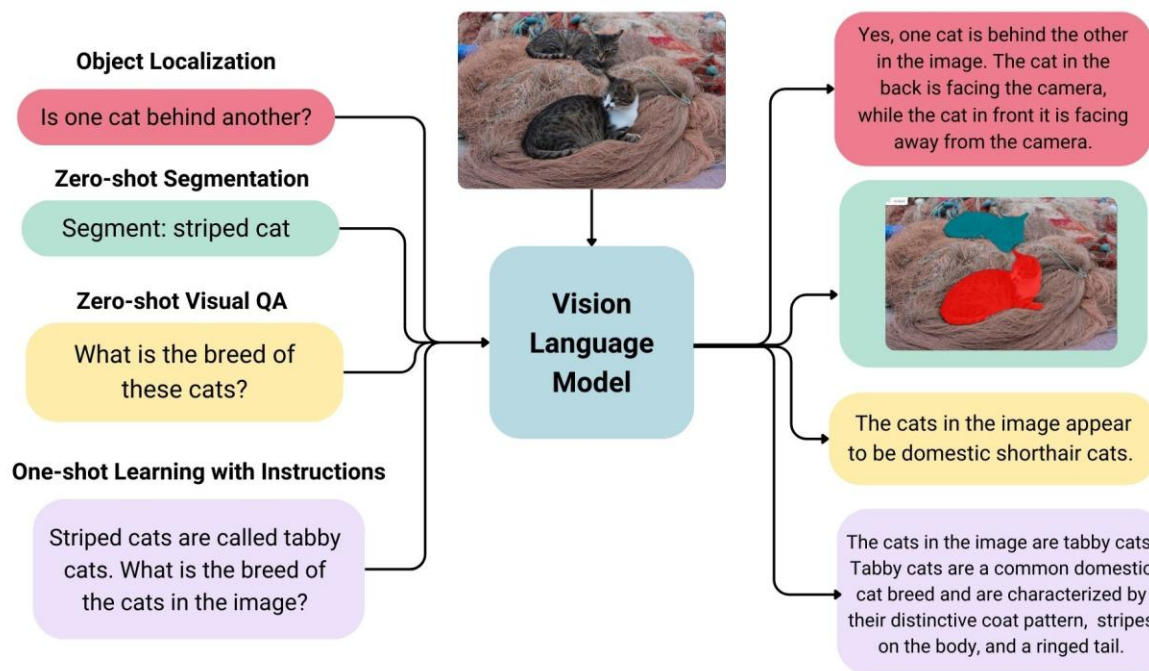 Object Localization
Is one cat behind another?
Zero-shot Segmentation
Segment: striped cat
Zero-shot Visual QA
What is the breed of
these cats?
One-shot Learning with Instructions
Striped cats are called tabby
cats. What is the breed of
the cats in the image?
Vision
Language
Model
Yes, one cat is behind the other
in the image. The cat in the
back is facing the camera,
while the cat in front it is facing
away from the camera.
The cats in the image appear
to be domestic shorthair cats.
The cats in the image are tabby cats
Tabby cats are a common domestic
cat breed and are characterized by
their distinctive coat pattern, stripes
on the body, and a ringed tail.